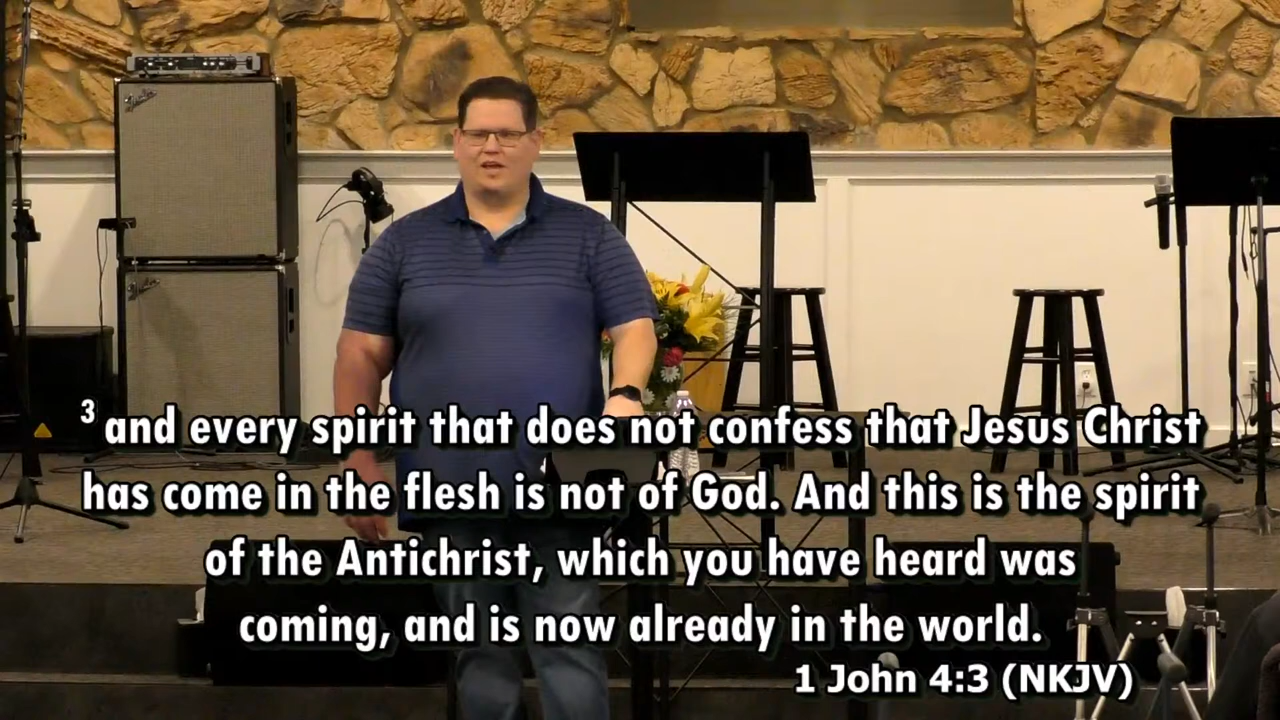 Fender
Fender
3 and every spirit that does not confess that Jesus Christ
has come in the flesh is not of God. And this is the spirit
of the Antichrist, which you have heard was
coming, and is now already in the world.
1 John 4:3 (NKJV)